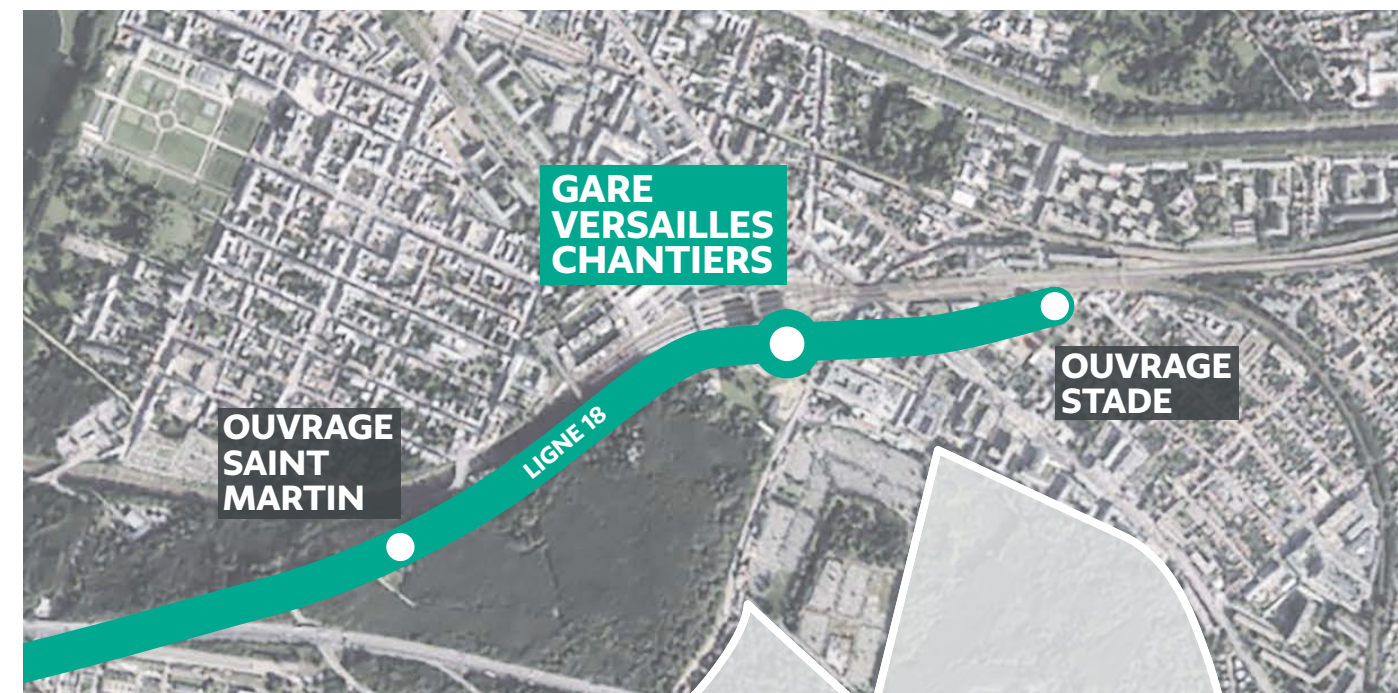 GARE
VERSAILLES
CHANTIERS
OUVRAGE
STADE
OUVRAGE
SAINT
MARTIN
LIGNE 18